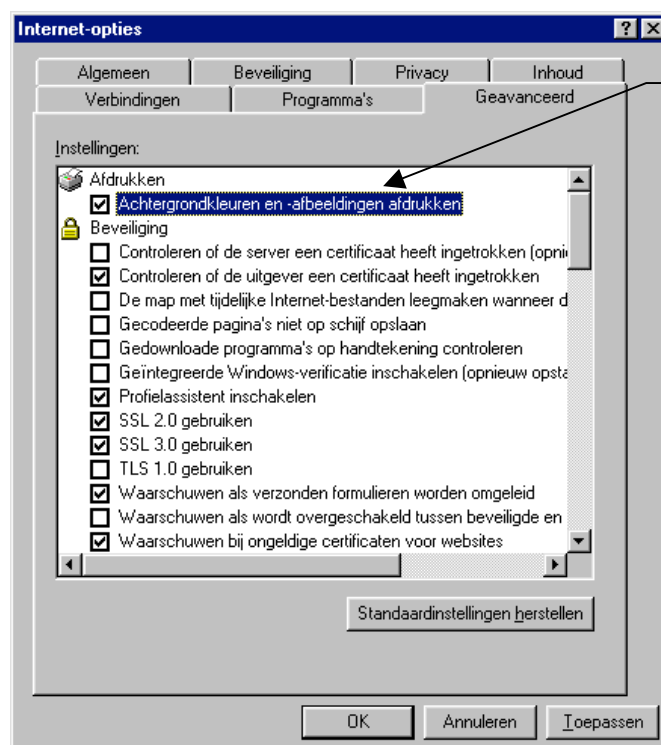 Internet-opties
Algemeen Beveiliging Privacy Inhoud
Verbindingen Programma's Geavanceerd
Instellingen:
Afdrukken
Achtergrondkleuren en -afbeeldingen afdrukken
Beveiliging
Controleren of de server een certificaat heeft ingetrokken (opni
Controleren of de uitgever een certificaat heeft ingetrokken
De map met tijdelijke Internet-bestanden leegmaken wanneer d
Gecodeerde pagina's niet op schijf opslaan
Gedownloade programma's op handtekening controleren
Geïntegreerde Windows-verificatie inschakelen (opnieuw opsta
Profielassistent inschakelen
SSL 2.0 gebruiken
SSL 3.0 gebruiken
TLS 1.0 gebruiken
Waarschuwen als verzonden formulieren worden omgeleid
Waarschuwen als wordt overgeschakeld tussen beveiligde en
Waarschuwen bij ongeldige certificaten voor websites
Standaardinstellingen herstellen
OK Annuleren Toepassen